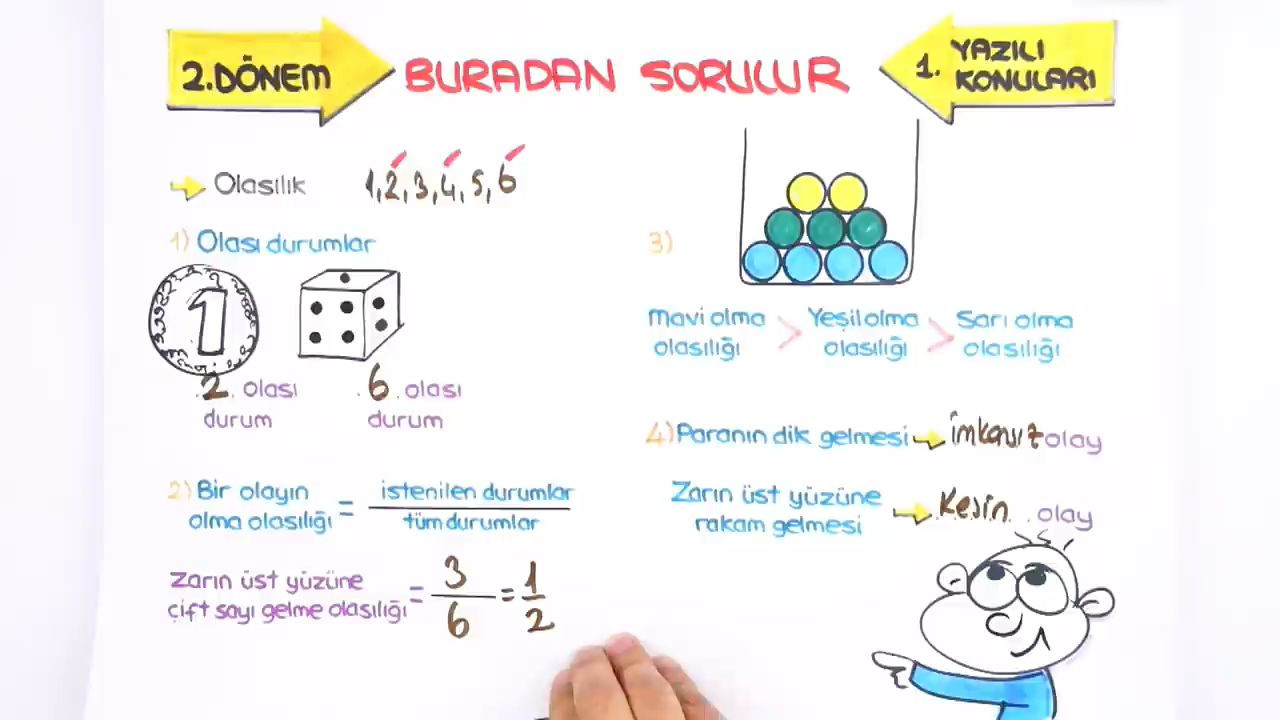 2.DÖNEM
BURADAN SORULUR
1. YAZILI
KONULARI
Olasılık 1,2,3,4,5,6
1) Olası durumlar
1
.2. olası
durum
.6. olası
durum
2) Bir olayın
olma olasılığı = istenilen durumlar
tüm durumlar
Zarın üst yüzüne
çift sayı gelme olasılığı = 3/6 = 1/2
3)
Mavi olma
olasılığı
>
Yeşil olma
olasılığı
>
Sarı olma
olasılığı
4) Paranın dik gelmesi → imkansız olay
Zarın üst yüzüne
rakam gelmesi → Kesin olay